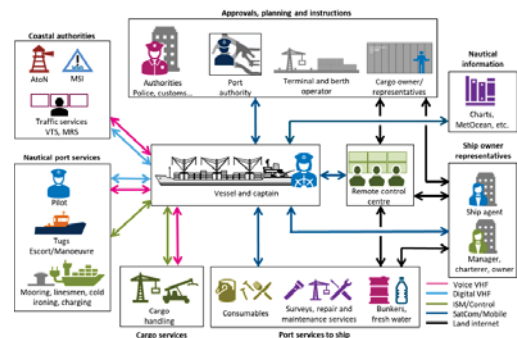 Approvals, planning and instructions
Coastal authorities
AtoN
MSI
Traffic services
VTS, MRS
Authorities
Police, customs...
Port
authority
Terminal and berth
operator
Cargo owner/
representatives
Nautical
information
Charts,
MetOcean, etc.
Nautical port services
Pilot
Tugs
Escort/Manoeuvre
Mooring, linesmen, cold
ironing, charging
Vessel and captain
Remote control
centre
Ship owner
representatives
Ship agent
Manager,
charterer, owner
Cargo
handling
Cargo services
Consumables
Surveys, repair and
maintenance services
Bunkers,
fresh water
Port services to ship
Voice VHF
Digital VHF
ISM/Control
SatCom/Mobile
Land internet